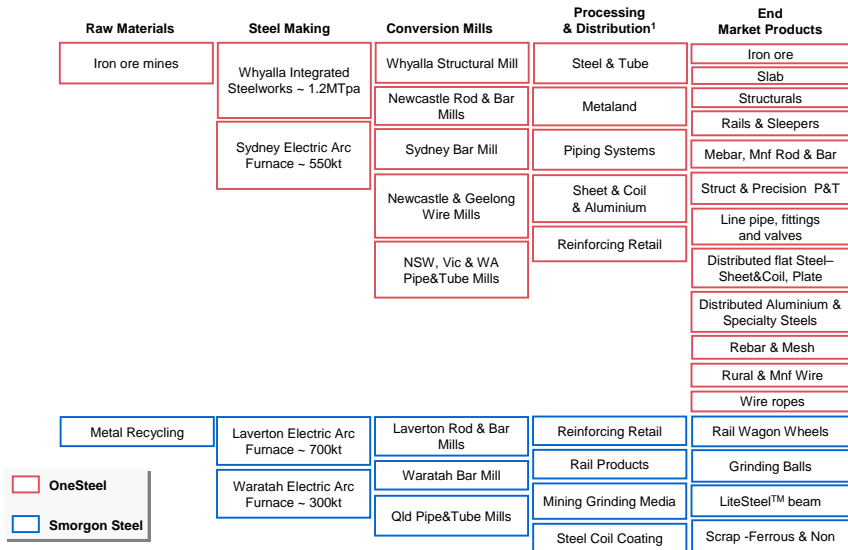 Raw Materials
Steel Making
Conversion Mills
Processing
& Distribution¹
End
Market Products
Iron ore mines
Whyalla Integrated
Steelworks ~ 1.2MTpa
Sydney Electric Arc
Furnace ~ 550kt
Whyalla Structural Mill
Newcastle Rod & Bar
Mills
Sydney Bar Mill
Newcastle & Geelong
Wire Mills
NSW, Vic & WA
Pipe&Tube Mills
Steel & Tube
Metaland
Piping Systems
Sheet & Coil
& Aluminium
Reinforcing Retail
Iron ore
Slab
Structurals
Rails & Sleepers
Mebar, Mnf Rod & Bar
Struct & Precision P&T
Line pipe, fittings
and valves
Distributed flat Steel–
Sheet&Coil, Plate
Distributed Aluminium &
Specialty Steels
Rebar & Mesh
Rural & Mnf Wire
Wire ropes
Metal Recycling
Laverton Electric Arc
Furnace ~ 700kt
Waratah Electric Arc
Furnace ~ 300kt
Laverton Rod & Bar
Mills
Waratah Bar Mill
Qld Pipe&Tube Mills
Reinforcing Retail
Rail Products
Mining Grinding Media
Steel Coil Coating
Rail Wagon Wheels
Grinding Balls
LiteSteel™ beam
Scrap -Ferrous & Non
OneSteel
Smorgon Steel